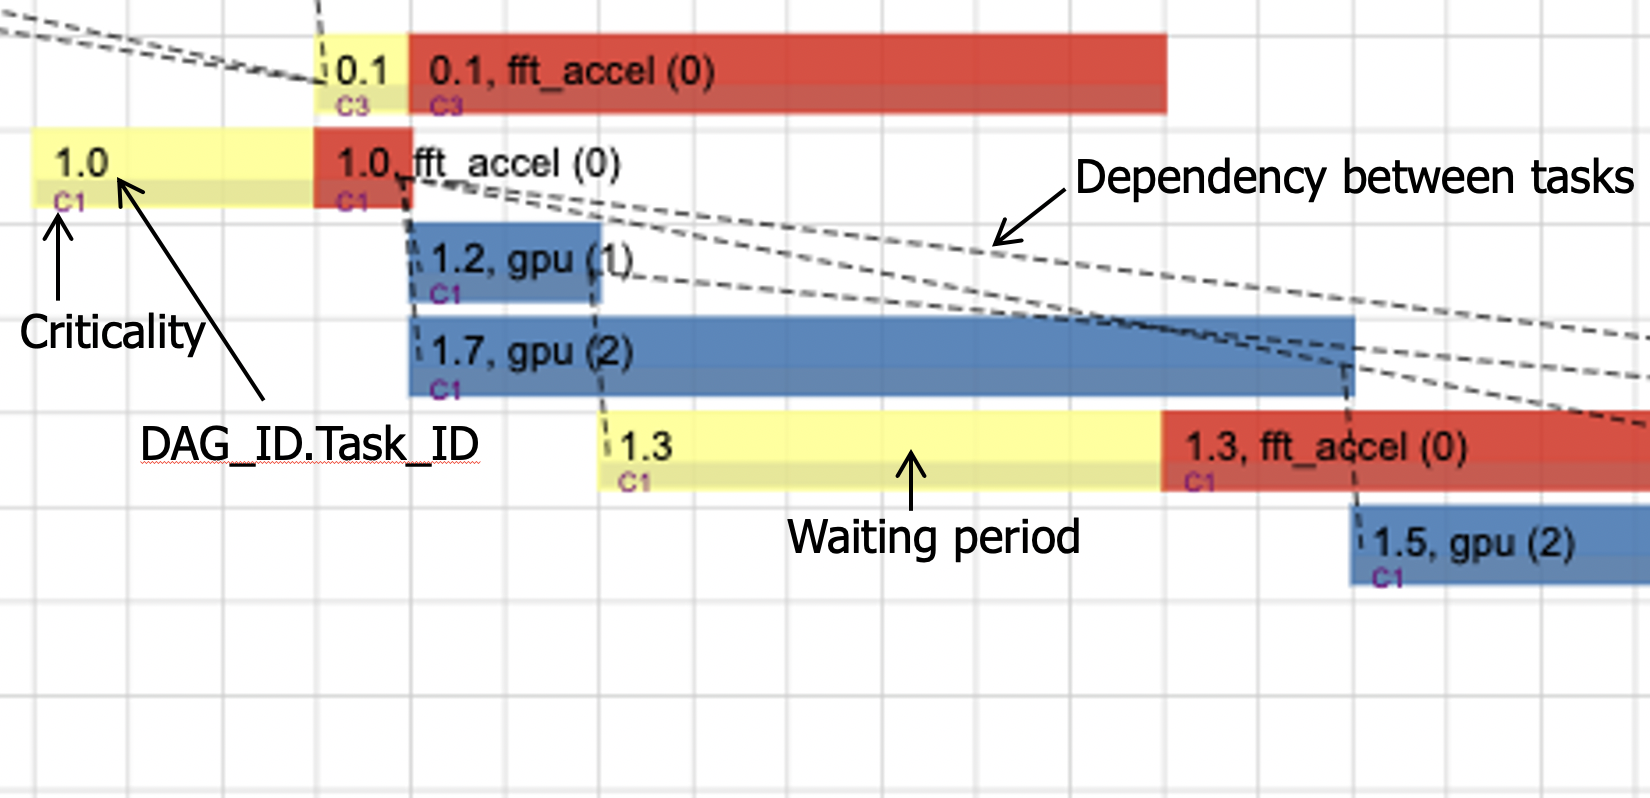 0.1
C3
0.1, fft_accel (0)
C3
1.0
C1
1.0, fft_accel (0)
C1
Dependency between tasks
1.2, gpu (1)
C1
Criticality
1.7, gpu (2)
C1
DAG_ID.Task_ID
1.3
C1
1.3, fft_accel (0)
C1
Waiting period
1.5, gpu (2)
C1